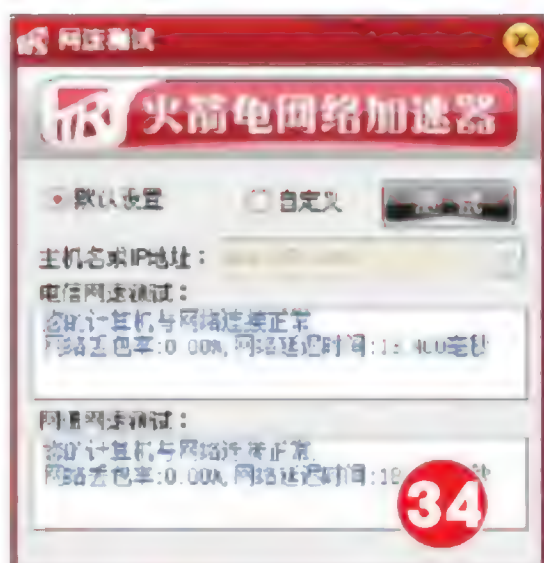 网速测试
火箭龟网络加速器
默认设置 自定义
主机名或IP地址：
电信网速测试：
您的计算机与网络连接正常
网络丢包率:0.00%,网络延迟时间: 毫秒
网通网速测试：
您的计算机与网络连接正常
网络丢包率:0.00%,网络延迟时间:
34